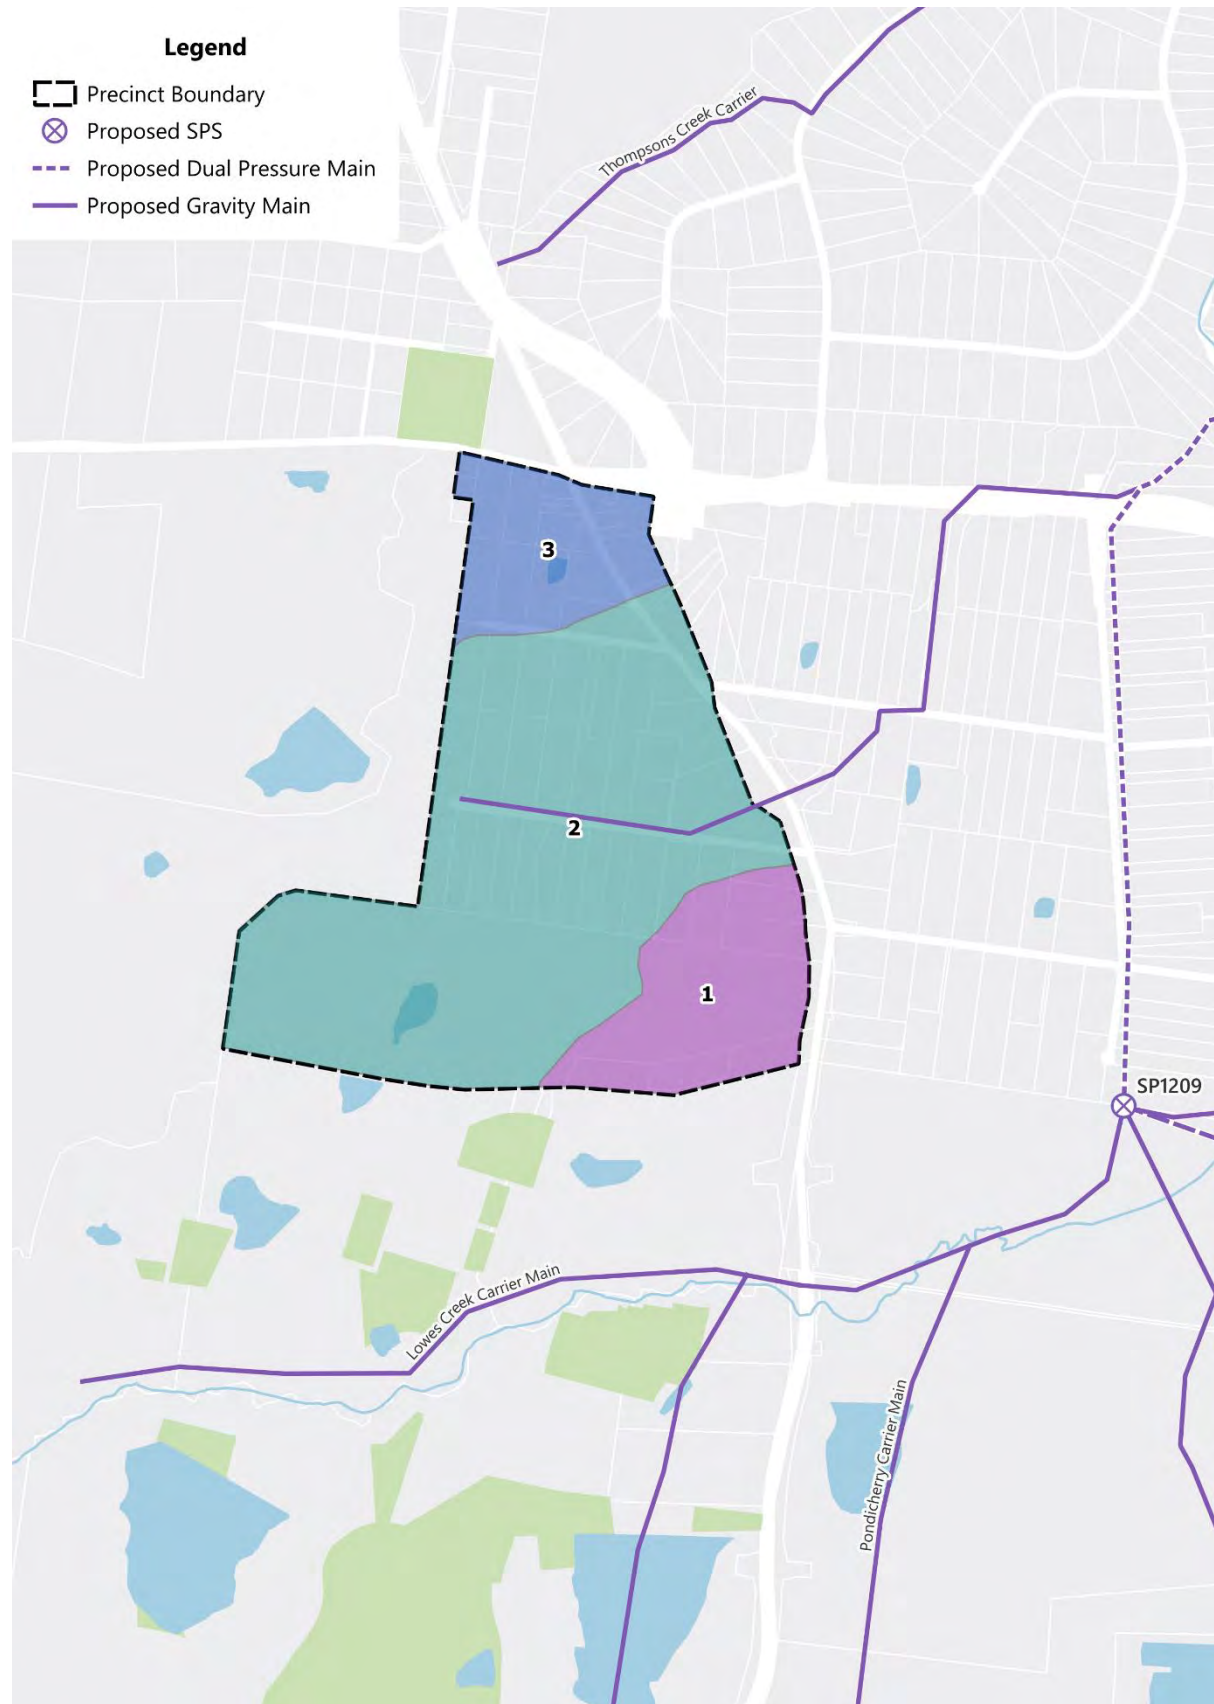 Legend
Precinct Boundary
Proposed SPS
Proposed Dual Pressure Main
Proposed Gravity Main
Thompsons Creek Carrier
3
2
1
SP1209
Lowes Creek Carrier Main
Pondicherry Carrier Main